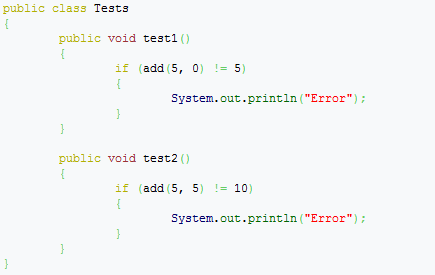 public class Tests
{
public void test1()
{
if (add(5, 0) != 5)
{
System.out.println("Error");
}
}
public void test2()
{
if (add(5, 5) != 10)
{
System.out.println("Error");
}
}
}